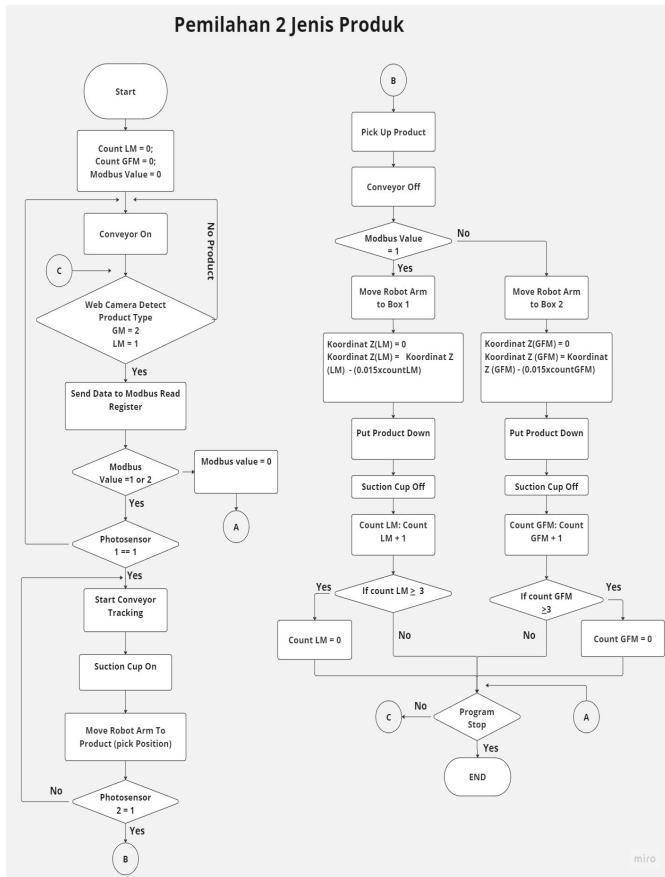 Pemilahan 2 Jenis Produk
Start
Count LM = 0;
Count GFM = 0;
Modbus Value = 0
Conveyor On
No Product
C
Web Camera Detect
Product Type
GM = 2
LM = 1
Yes
Send Data to Modbus Read
Register
Modbus
Value =1 or 2
Modbus value = 0
Yes
A
Photosensor
1 == 1
Yes
Start Conveyor
Tracking
Suction Cup On
Move Robot Arm To
Product (pick Position)
No
Photosensor
2 = 1
Yes
B
B
Pick Up Product
Conveyor Off
Modbus Value
= 1
No
Yes
Move Robot Arm
to Box 1
Koordinat Z(LM) = 0
Koordinat Z(LM) = Koordinat Z
(LM) - (0.015xcountLM)
Put Product Down
Suction Cup Off
Count LM: Count
LM + 1
Yes
If count LM ≥ 3
Count LM = 0
No
Move Robot Arm
to Box 2
Koordinat Z(GFM) = 0
Koordinat Z (GFM) = Koordinat
Z (GFM) - (0.015xcountGFM)
Put Product Down
Suction Cup Off
Count GFM: Count
GFM + 1
If count GFM
≥3
Yes
No
Count GFM = 0
C
No
Program
Stop
A
Yes
END
miro